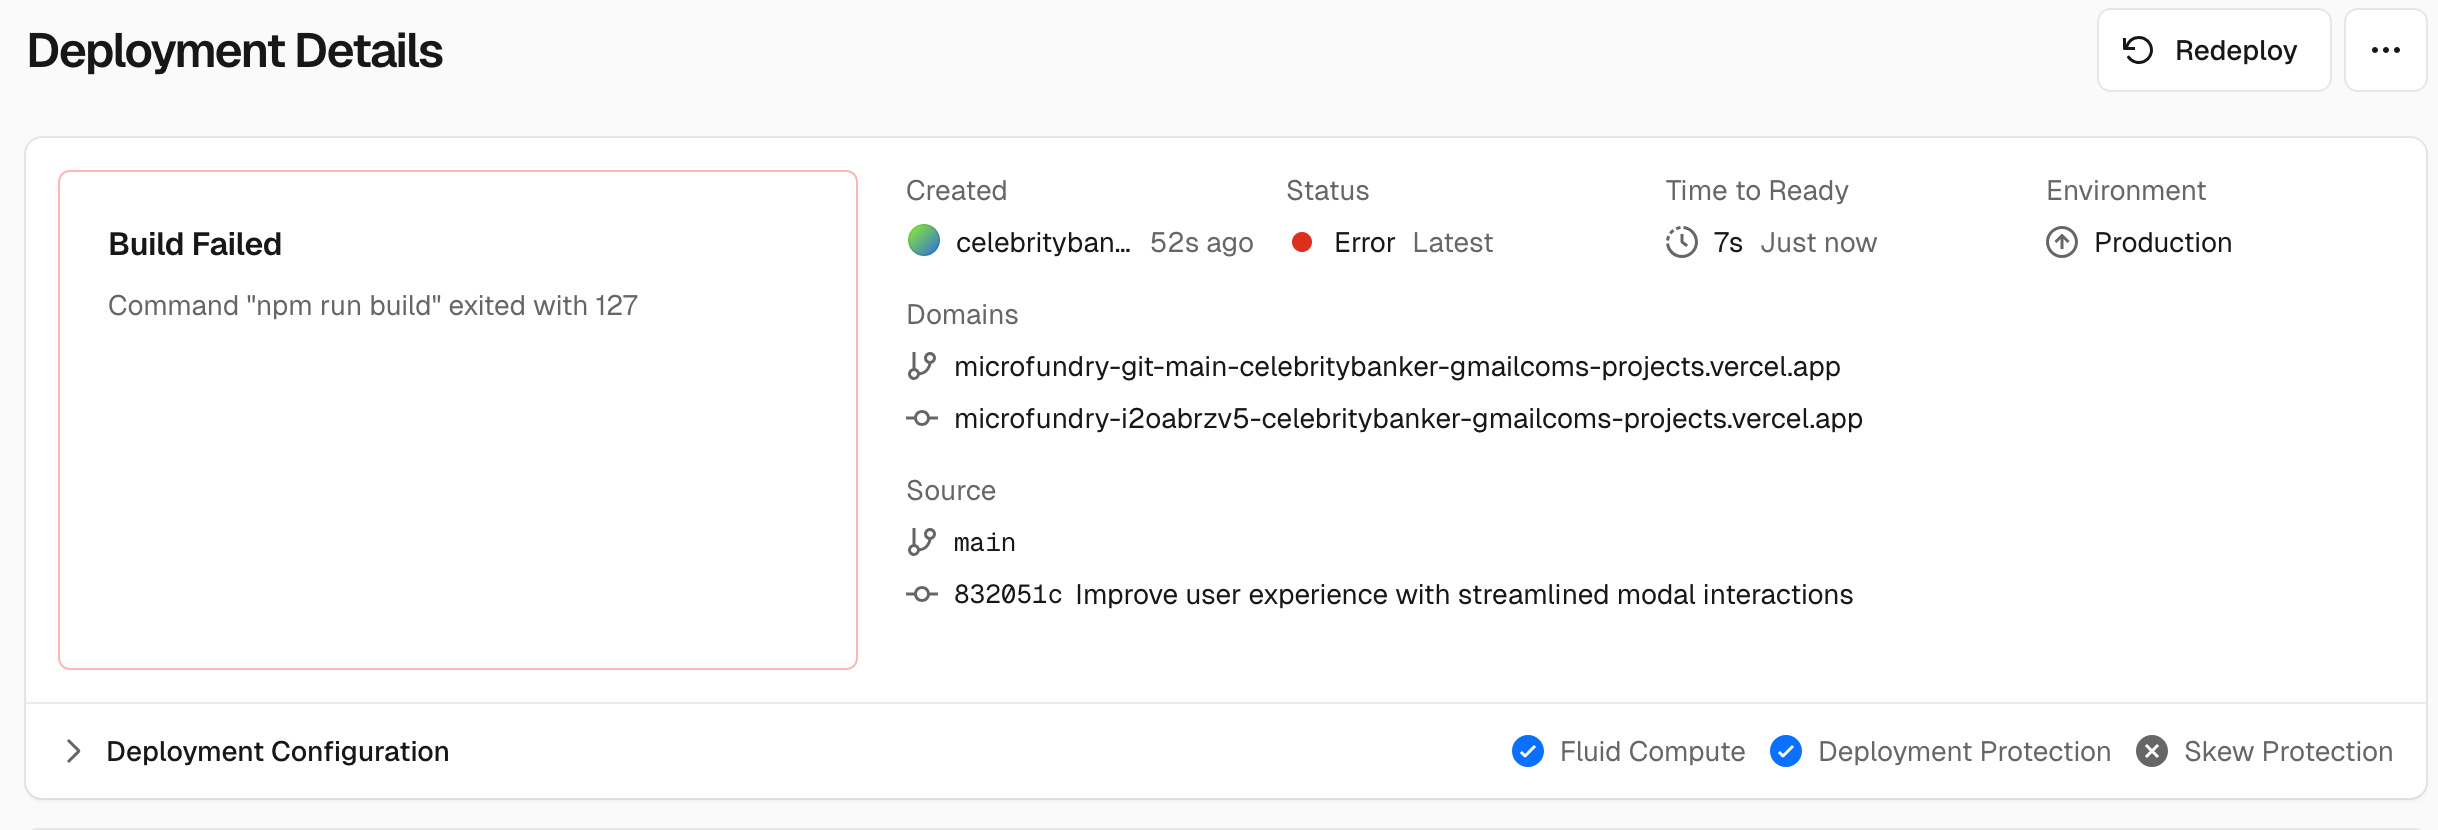 Deployment Details
Redeploy
Build Failed
Command "npm run build" exited with 127
Created
celebrityban... 52s ago
Status
Error Latest
Time to Ready
7s Just now
Environment
Production
Domains
microfundry-git-main-celebritybanker-gmailcoms-projects.vercel.app
microfundry-i2oabrzv5-celebritybanker-gmailcoms-projects.vercel.app
Source
main
832051c Improve user experience with streamlined modal interactions
Deployment Configuration
Fluid Compute
Deployment Protection
Skew Protection